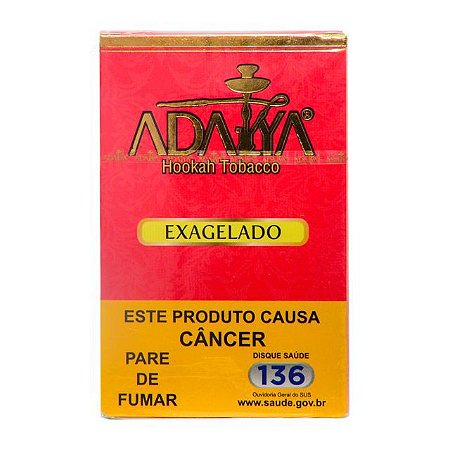 ADALYA®
Hookah Tobacco
EXAGELADO
ESTE PRODUTO CAUSA
CÂNCER
PARE
DE
FUMAR
DISQUE SAÚDE
136
Ouvidoria Geral do SUS
www.saude.gov.br